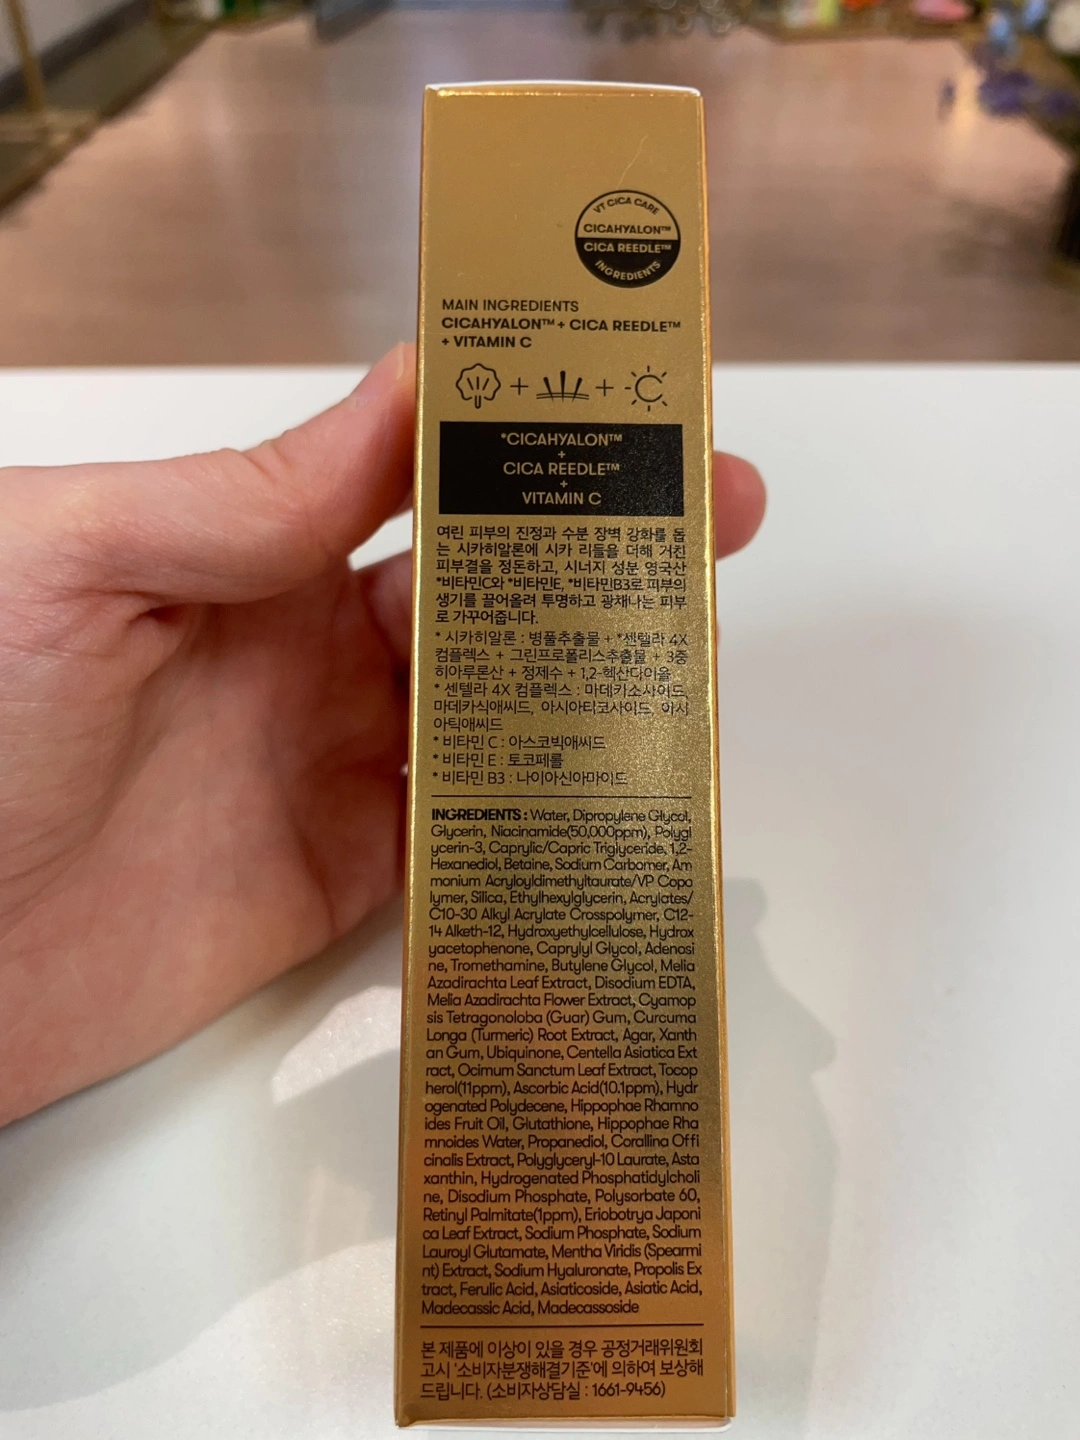 VT CICA CARE
CICAHYALON™
CICA REEDLE™
INGREDIENTS
MAIN INGREDIENTS
CICAHYALON™ + CICA REEDLE™
+ VITAMIN C
+ + C
*CICAHYALON™
+
CICA REEDLE™
+
VITAMIN C
여린 피부의 진정과 수분 장벽 강화를 돕
는 시카히알론에 시카 리들을 더해 거친
피부결을 정돈하고, 시너지 성분 영국산
*비타민C와 *비타민E, *비타민B3로 피부의
생기를 끌어올려 투명하고 광채나는 피부
로 가꾸어줍니다.
* 시카히알론 : 병풀추출물 + *센텔라 4X
컴플렉스 + 그린프로폴리스추출물 + 3중
히아루론산 + 정제수 + 1,2-헥산다이올
* 센텔라 4X 컴플렉스 : 마데카소사이드,
마데카식애씨드, 아시아티코사이드, 아시
아틱애씨드
* 비타민 C : 아스코빅애씨드
* 비타민 E : 토코페롤
* 비타민 B3 : 나이아신아마이드
INGREDIENTS : Water, Dipropylene Glycol,
Glycerin, Niacinamide(50,000ppm), Polygl
ycerin-3, Caprylic/Capric Triglyceride, 1,2-
Hexanediol, Betaine, Sodium Carbomer, Am
monium Acryloyldimethyltaurate/VP Copo
lymer, Silica, Ethylhexylglycerin, Acrylates/
C10-30 Alkyl Acrylate Crosspolymer, C12-
14 Alketh-12, Hydroxyethylcellulose, Hydrox
yacetophenone, Caprylyl Glycol, Adenosi
ne, Tromethamine, Butylene Glycol, Melia
Azadirachta Leaf Extract, Disodium EDTA,
Melia Azadirachta Flower Extract, Cyamop
sis Tetragonoloba (Guar) Gum, Curcuma
Longa (Turmeric) Root Extract, Agar, Xanth
an Gum, Ubiquinone, Centella Asiatica Ext
ract, Ocimum Sanctum Leaf Extract, Tocop
herol(11ppm), Ascorbic Acid(10.1ppm), Hydr
ogenated Polydecene, Hippophae Rhamno
ides Fruit Oil, Glutathione, Hippophae Rha
mnoides Water, Propanediol, Corallina Offi
cinalis Extract, Polyglyceryl-10 Laurate, Asta
xanthin, Hydrogenated Phosphatidylcholi
ne, Disodium Phosphate, Polysorbate 60,
Retinyl Palmitate(1ppm), Eriobotrya Japoni
ca Leaf Extract, Sodium Phosphate, Sodium
Lauroyl Glutamate, Mentha Viridis (Spearmi
nt) Extract, Sodium Hyaluronate, Propolis Ex
tract, Ferulic Acid, Asiaticoside, Asiatic Acid,
Madecassic Acid, Madecassoside
본 제품에 이상이 있을 경우 공정거래위원회
고시 '소비자분쟁해결기준'에 의하여 보상해
드립니다. (소비자상담실 : 1661-9456)